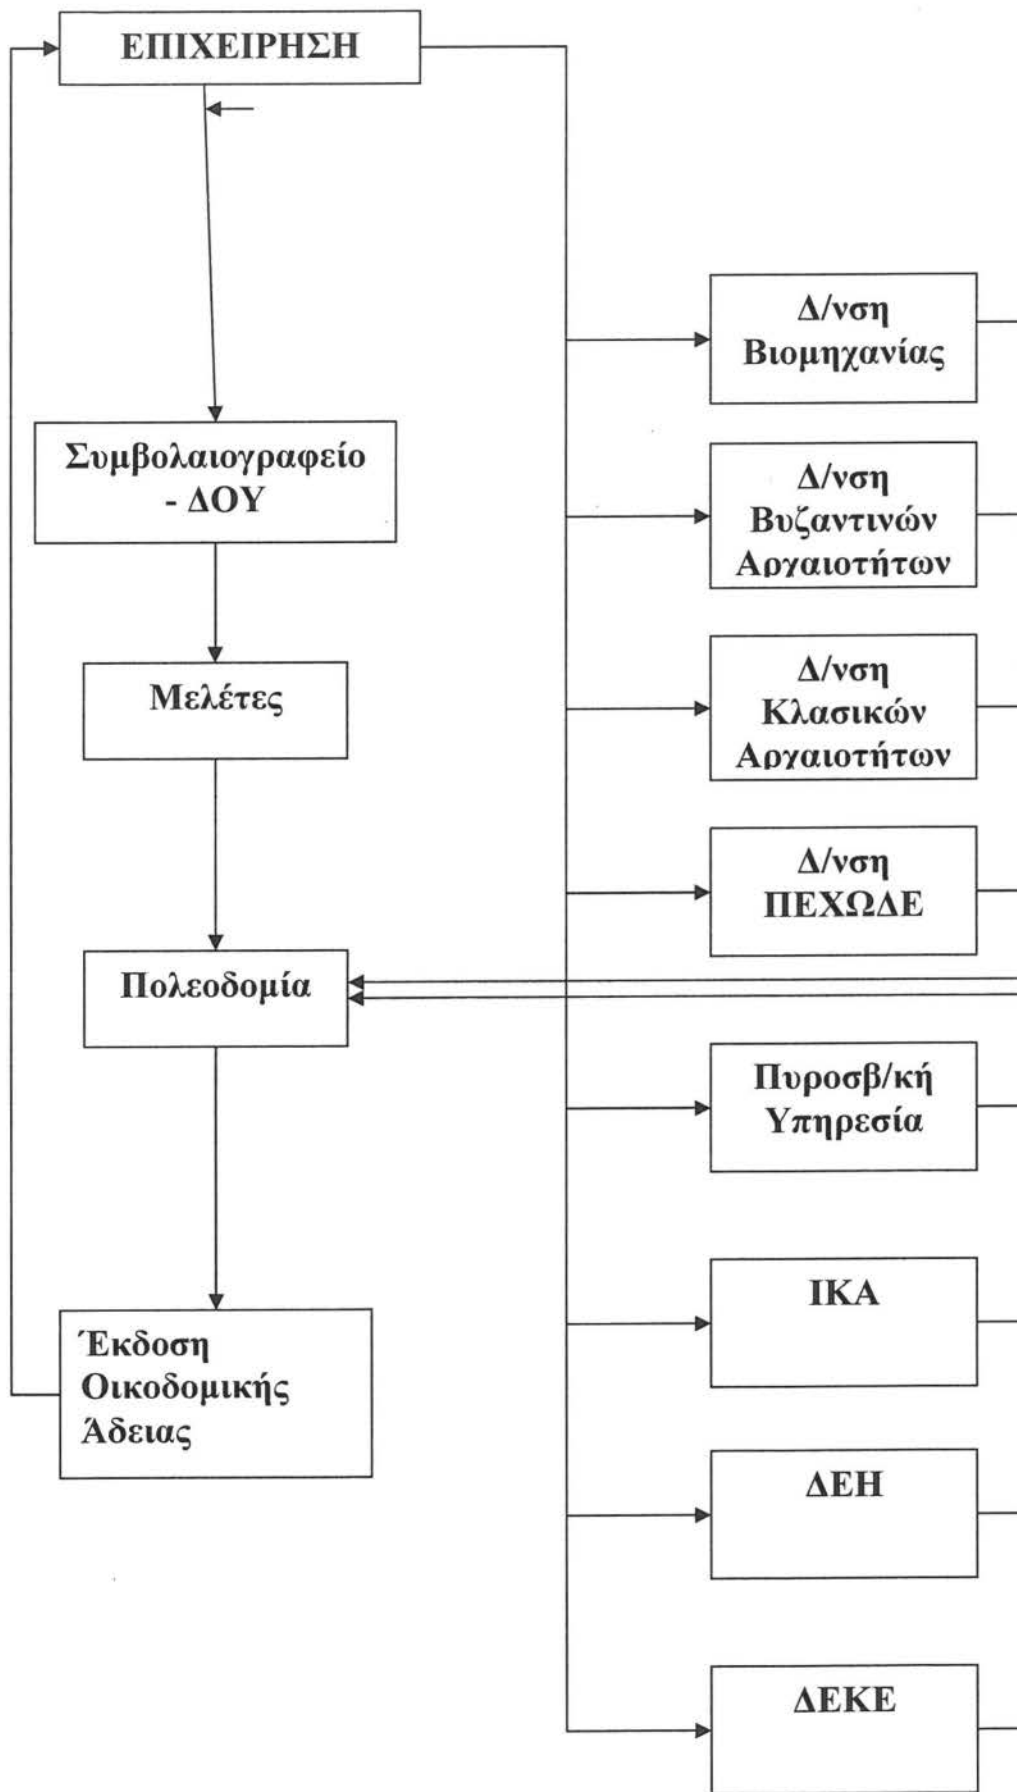 ΕΠΙΧΕΙΡΗΣΗ
Συμβολαιογραφείο
- ΔΟΥ
Μελέτες
Πολεοδομία
Έκδοση
Οικοδομικής
Άδειας
Δ/νση
Βιομηχανίας
Δ/νση
Βυζαντινών
Αρχαιοτήτων
Δ/νση
Κλασικών
Αρχαιοτήτων
Δ/νση
ΠΕΧΩΔΕ
Πυροσβ/κή
Υπηρεσία
ΙΚΑ
ΔΕΗ
ΔΕΚΕ